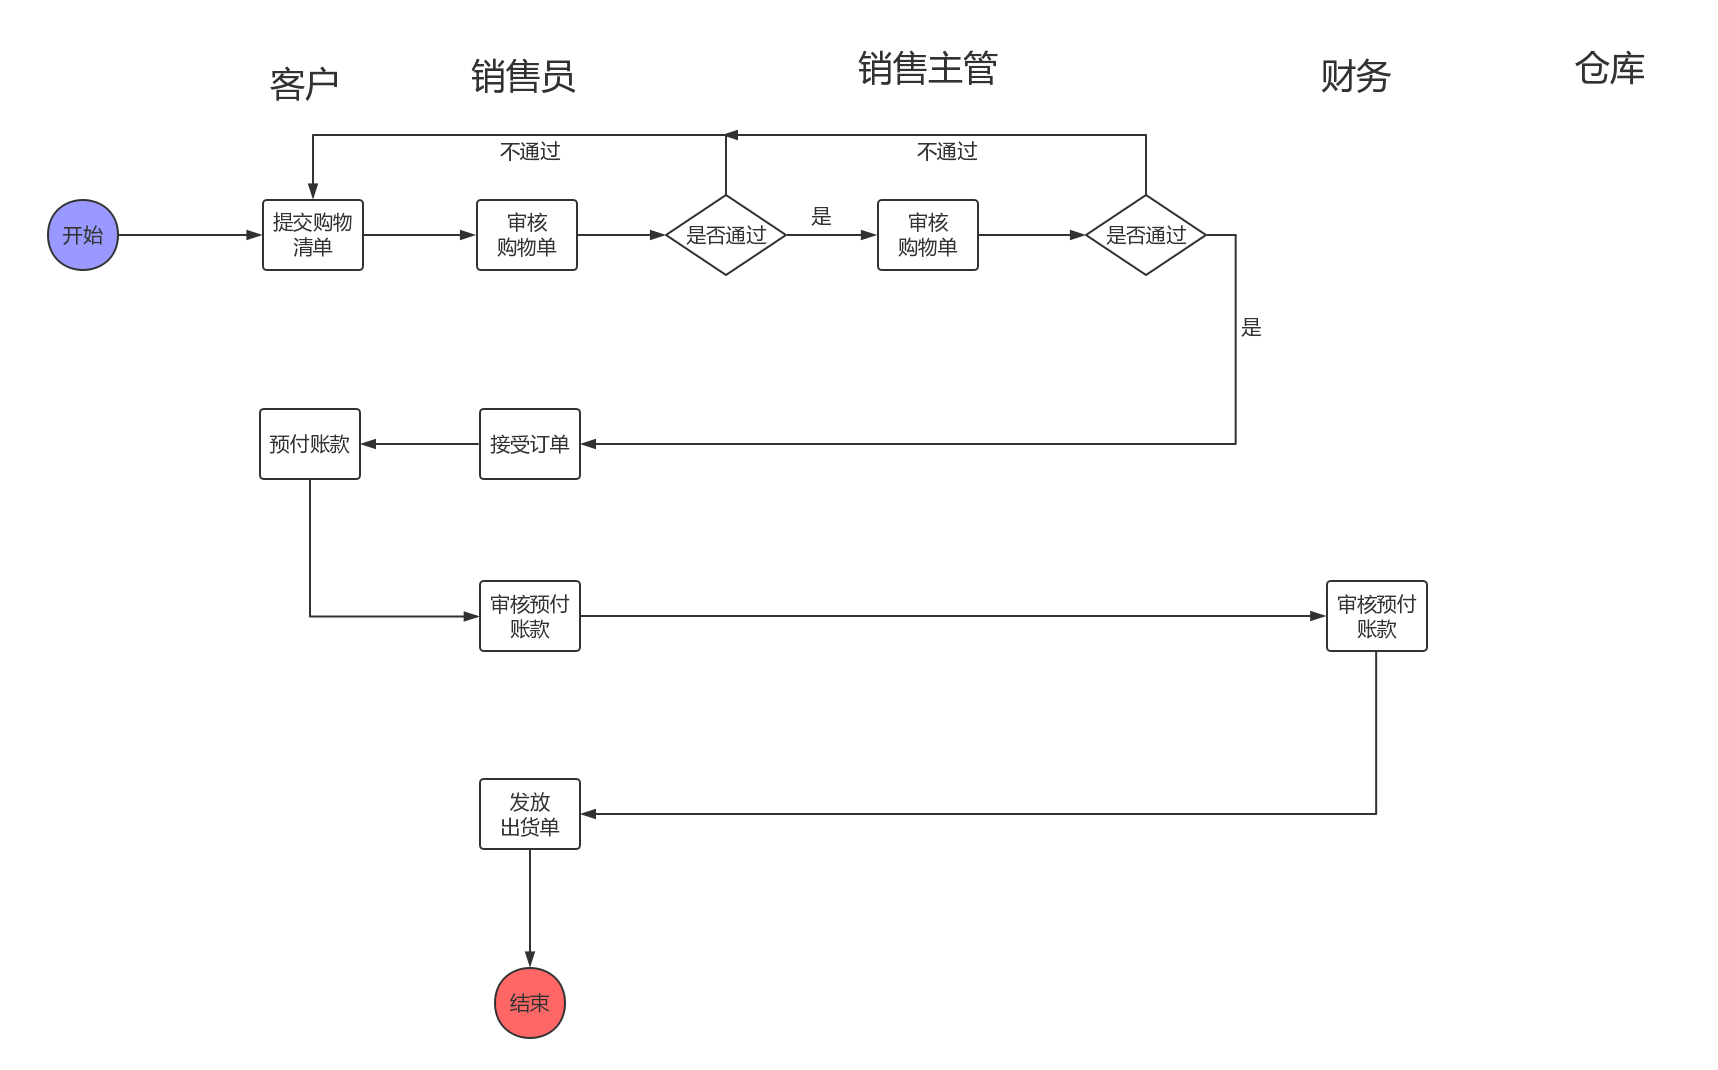 客户
销售员
销售主管
财务
仓库
不通过
不通过
开始
提交购物
清单
审核
购物单
是否通过
是
审核
购物单
是否通过
是
预付账款
接受订单
审核预付
账款
审核预付
账款
发放
出货单
结束